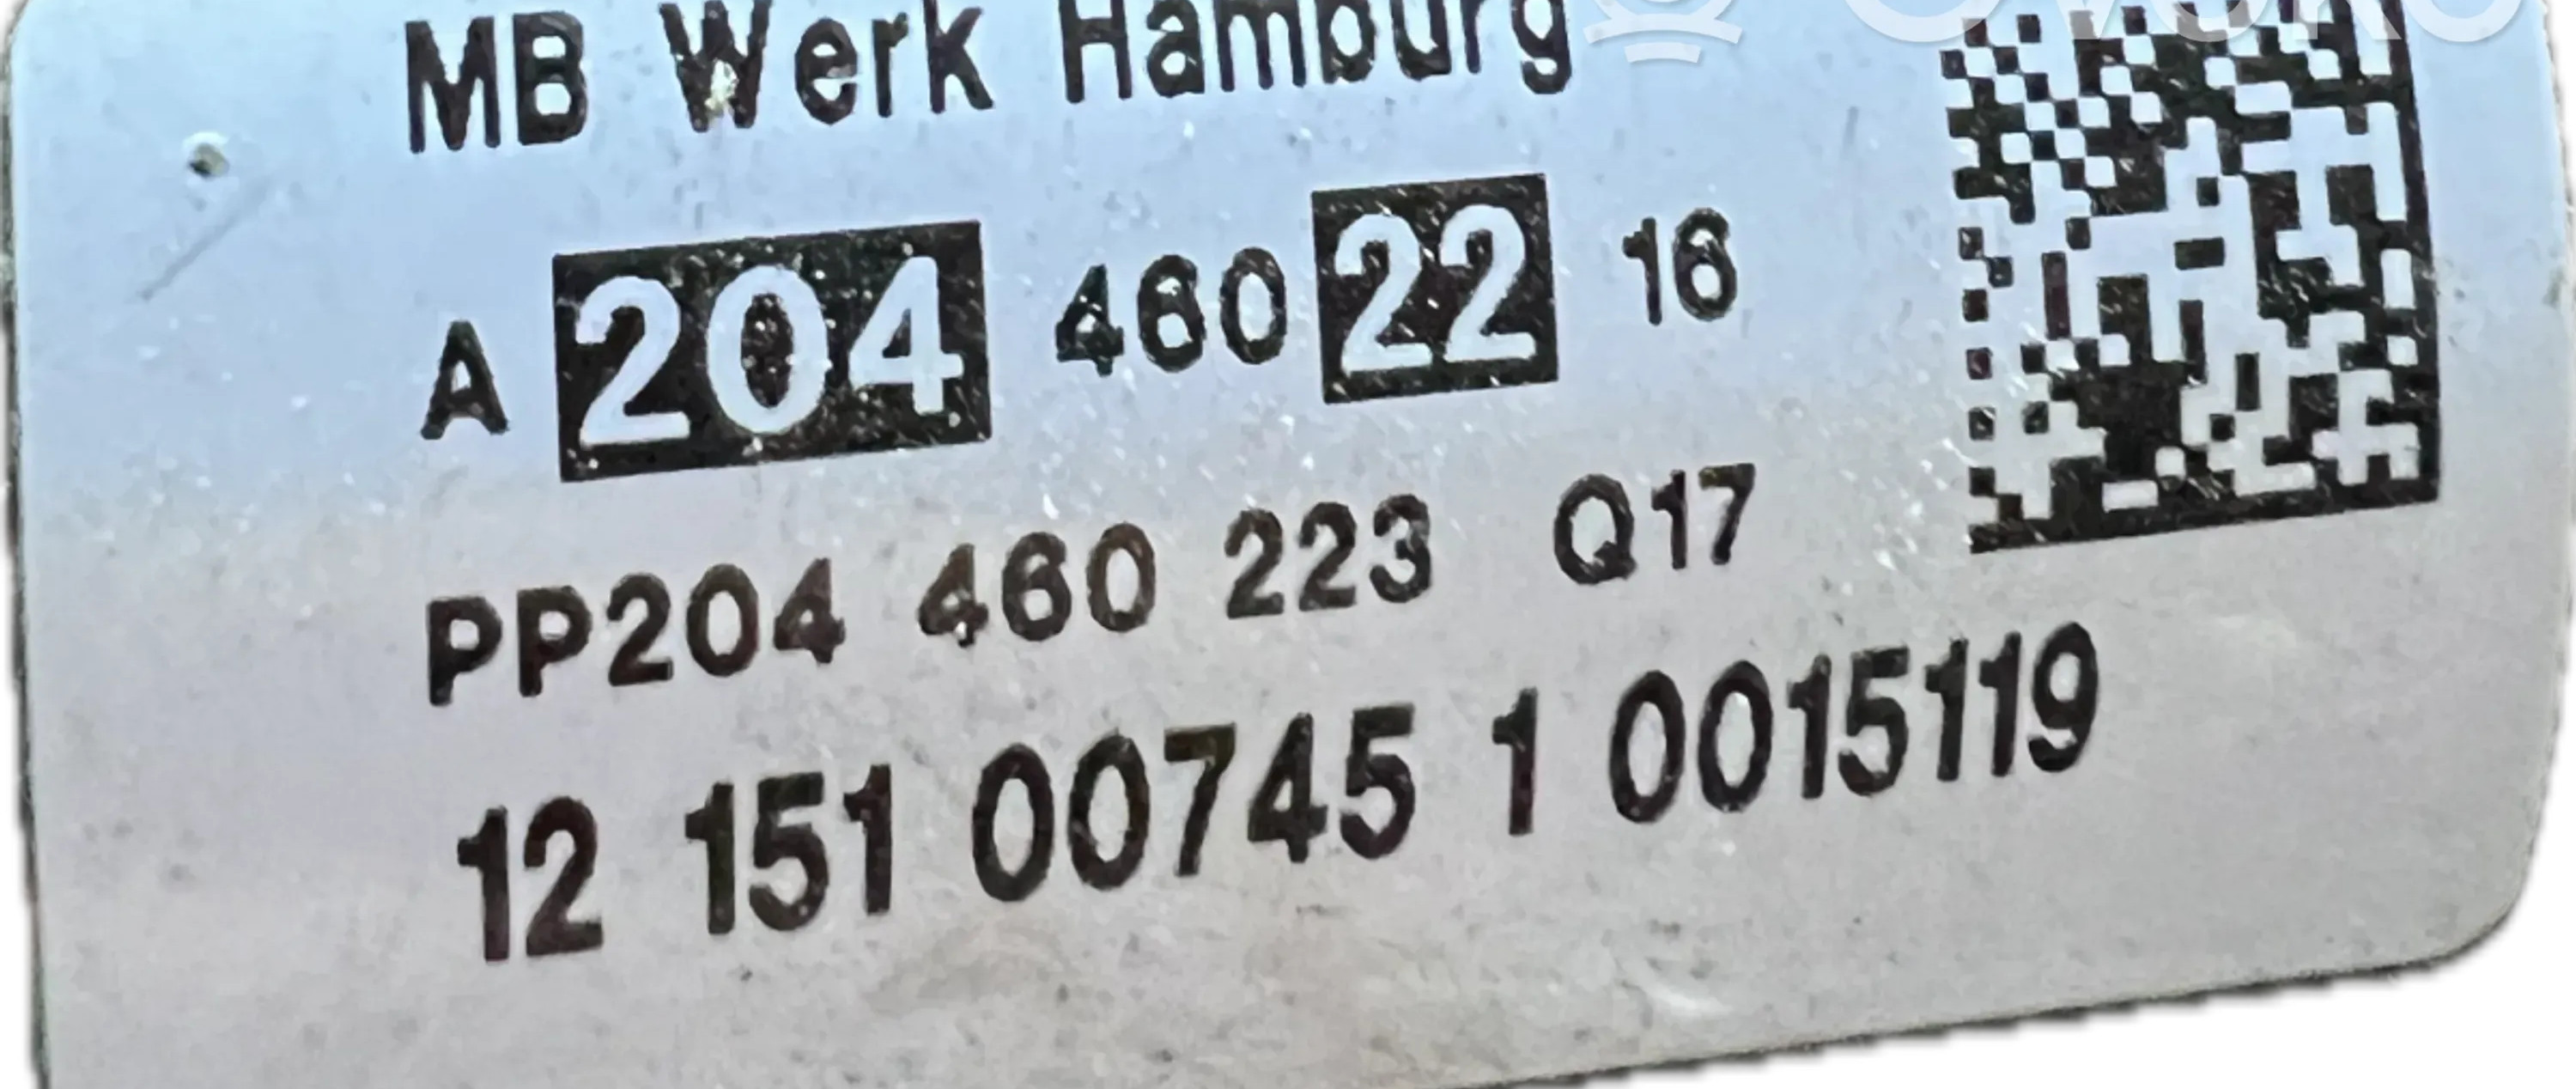 MB Werk Hamburg
A 204 460 22 16
PP204 460 223 Q17
12 151 00745 1 0015119